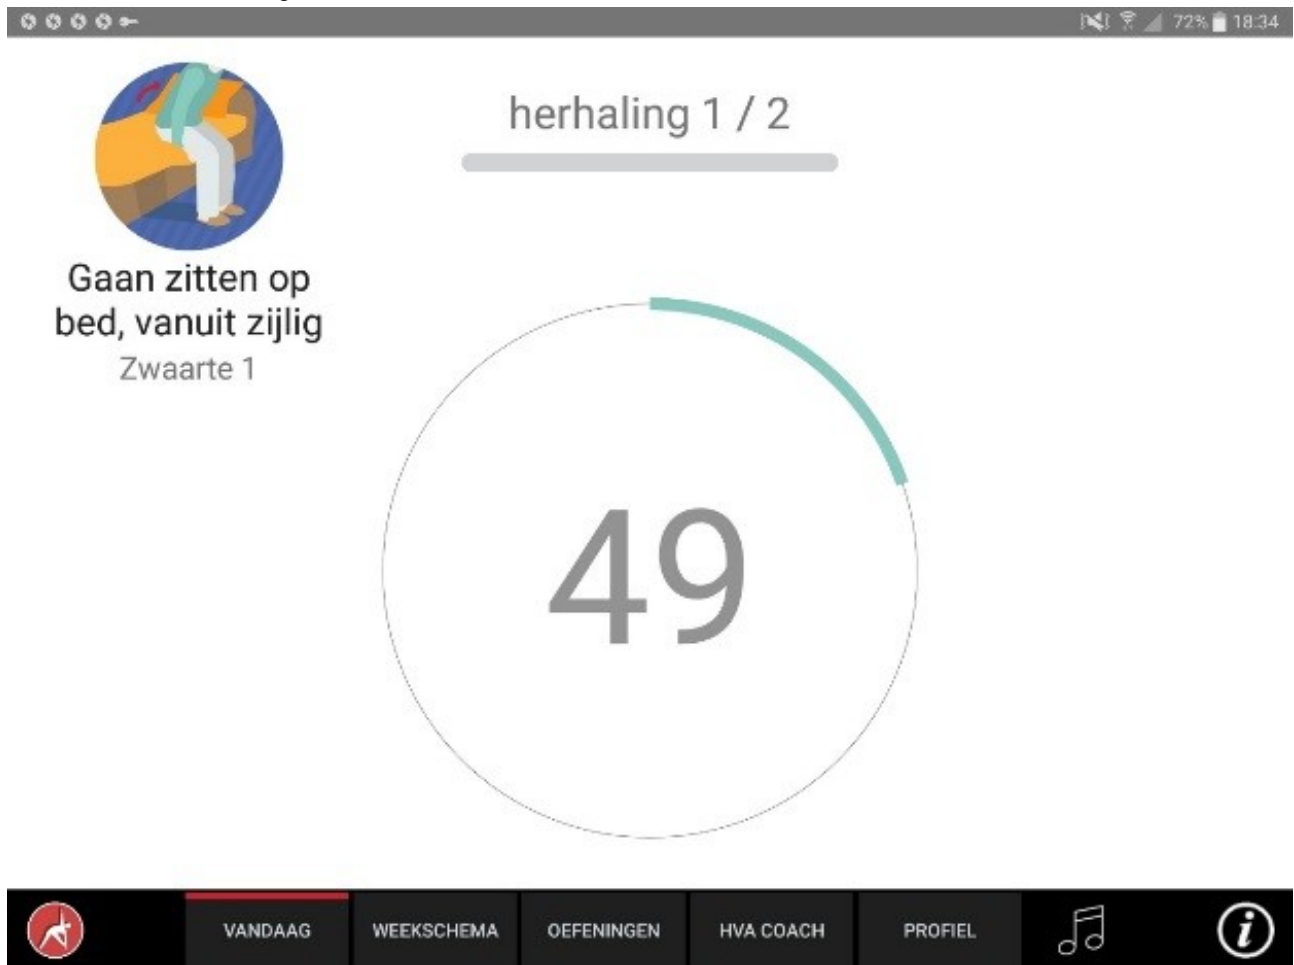 72% 18:34
herhaling 1 / 2
Gaan zitten op
bed, vanuit zijlig
Zwaarte 1
49
VANDAAG WEEKSCHEMA OEFENINGEN HVA COACH PROFIEL i